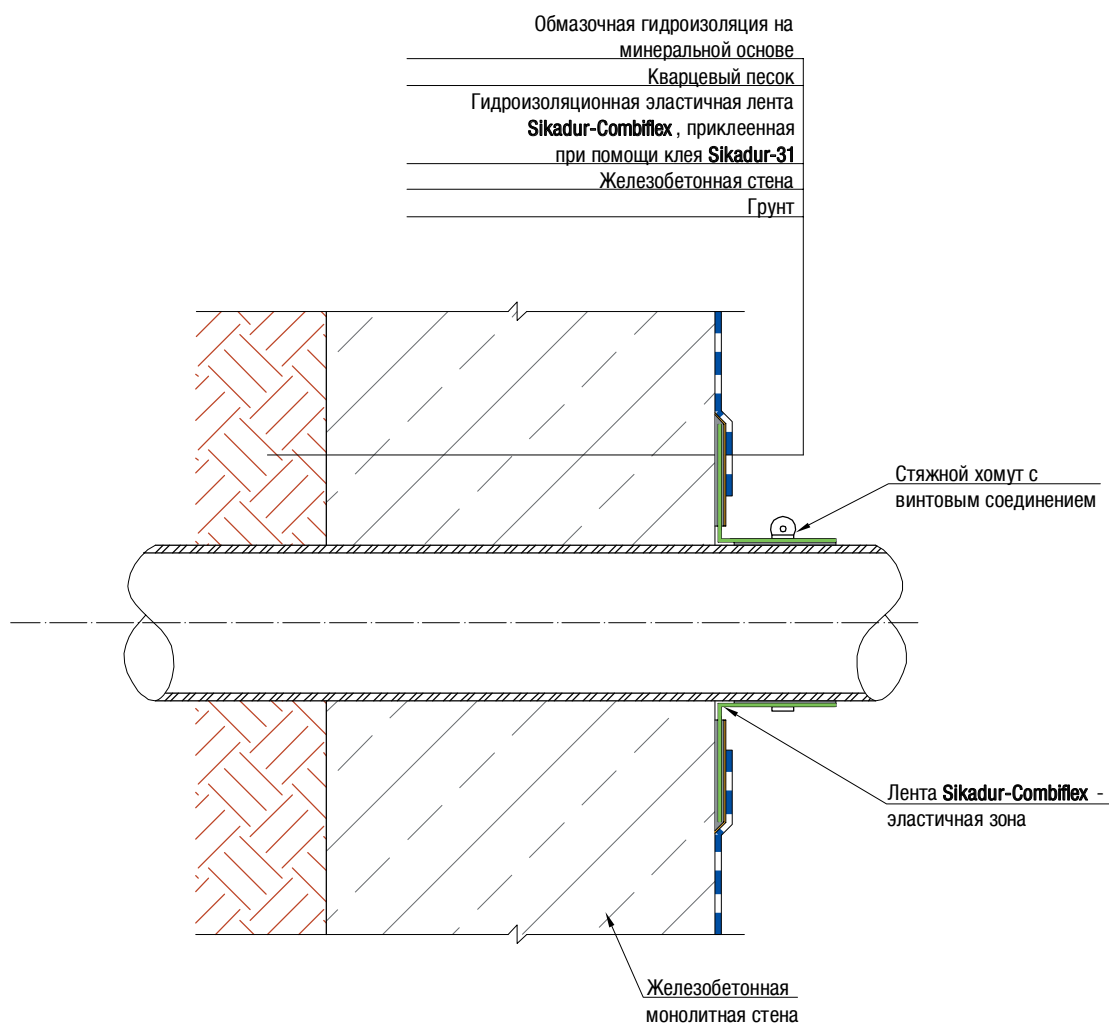 Обмазочная гидроизоляция на
минеральной основе
Кварцевый песок
Гидроизоляционная эластичная лента
Sikadur-Combiflex , приклеенная
при помощи клея Sikadur-31
Железобетонная стена
Грунт
Стяжной хомут с
винтовым соединением
Лента Sikadur-Combiflex -
эластичная зона
Железобетонная
монолитная стена